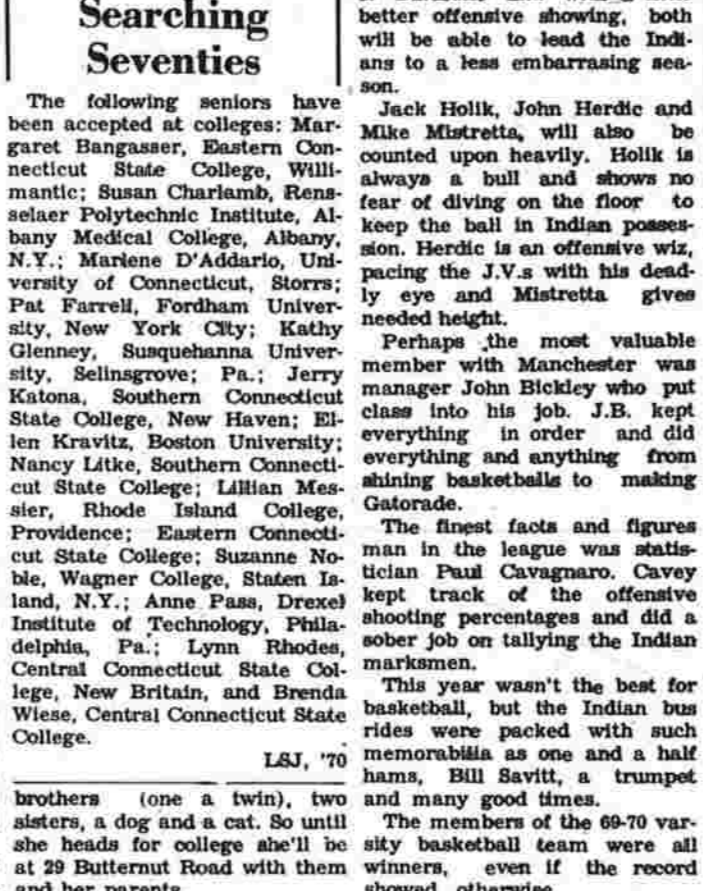 Searching
Seventies
The following seniors have
been accepted at colleges: Mar-
garet Bangasser, Eastern Con-
necticut State College, Willi-
mantic; Susan Charlamb, Rens-
selaer Polytechnic Institute, Al-
bany Medical College, Albany,
N.Y.; Marlene D'Addario, Uni-
versity of Connecticut, Storrs;
Pat Farrell, Fordham Univer-
sity, New York City; Kathy
Glenney, Susquehanna Univer-
sity, Selinsgrove; Pa.; Jerry
Katona, Southern Connecticut
State College, New Haven; El-
len Kravitz, Boston University;
Nancy Litke, Southern Connecti-
cut State College; Lillian Mes-
sier, Rhode Island College,
Providence; Eastern Connecti-
cut State College; Suzanne No-
ble, Wagner College, Staten Is-
land, N.Y.; Anne Pass, Drexel
Institute of Technology, Phila-
delphia, Pa.; Lynn Rhodes,
Central Connecticut State Col-
lege, New Britain, and Brenda
Wiese, Central Connecticut State
College.
LSJ, '70
brothers (one a twin), two
sisters, a dog and a cat. So until
she heads for college she'll be
at 29 Butternut Road with them
and her parents
better offensive showing, both
will be able to lead the Indi-
ans to a less embarrasing sea-
son.
Jack Holik, John Herdic and
Mike Mistretta, will also be
counted upon heavily. Holik is
always a bull and shows no
fear of diving on the floor to
keep the ball in Indian posses-
sion. Herdic is an offensive wiz,
pacing the J.V.s with his dead-
ly eye and Mistretta gives
needed height.
Perhaps the most valuable
member with Manchester was
manager John Bickley who put
class into his job. J.B. kept
everything in order and did
everything and anything from
shining basketballs to making
Gatorade.
The finest facts and figures
man in the league was statis-
tician Paul Cavagnaro. Cavey
kept track of the offensive
shooting percentages and did a
sober job on tallying the Indian
marksmen.
This year wasn't the best for
basketball, but the Indian bus
rides were packed with such
memorabilia as one and a half
hams, Bill Savitt, a trumpet
and many good times.
The members of the 69-70 var-
sity basketball team were all
winners, even if the record
showed otherwise